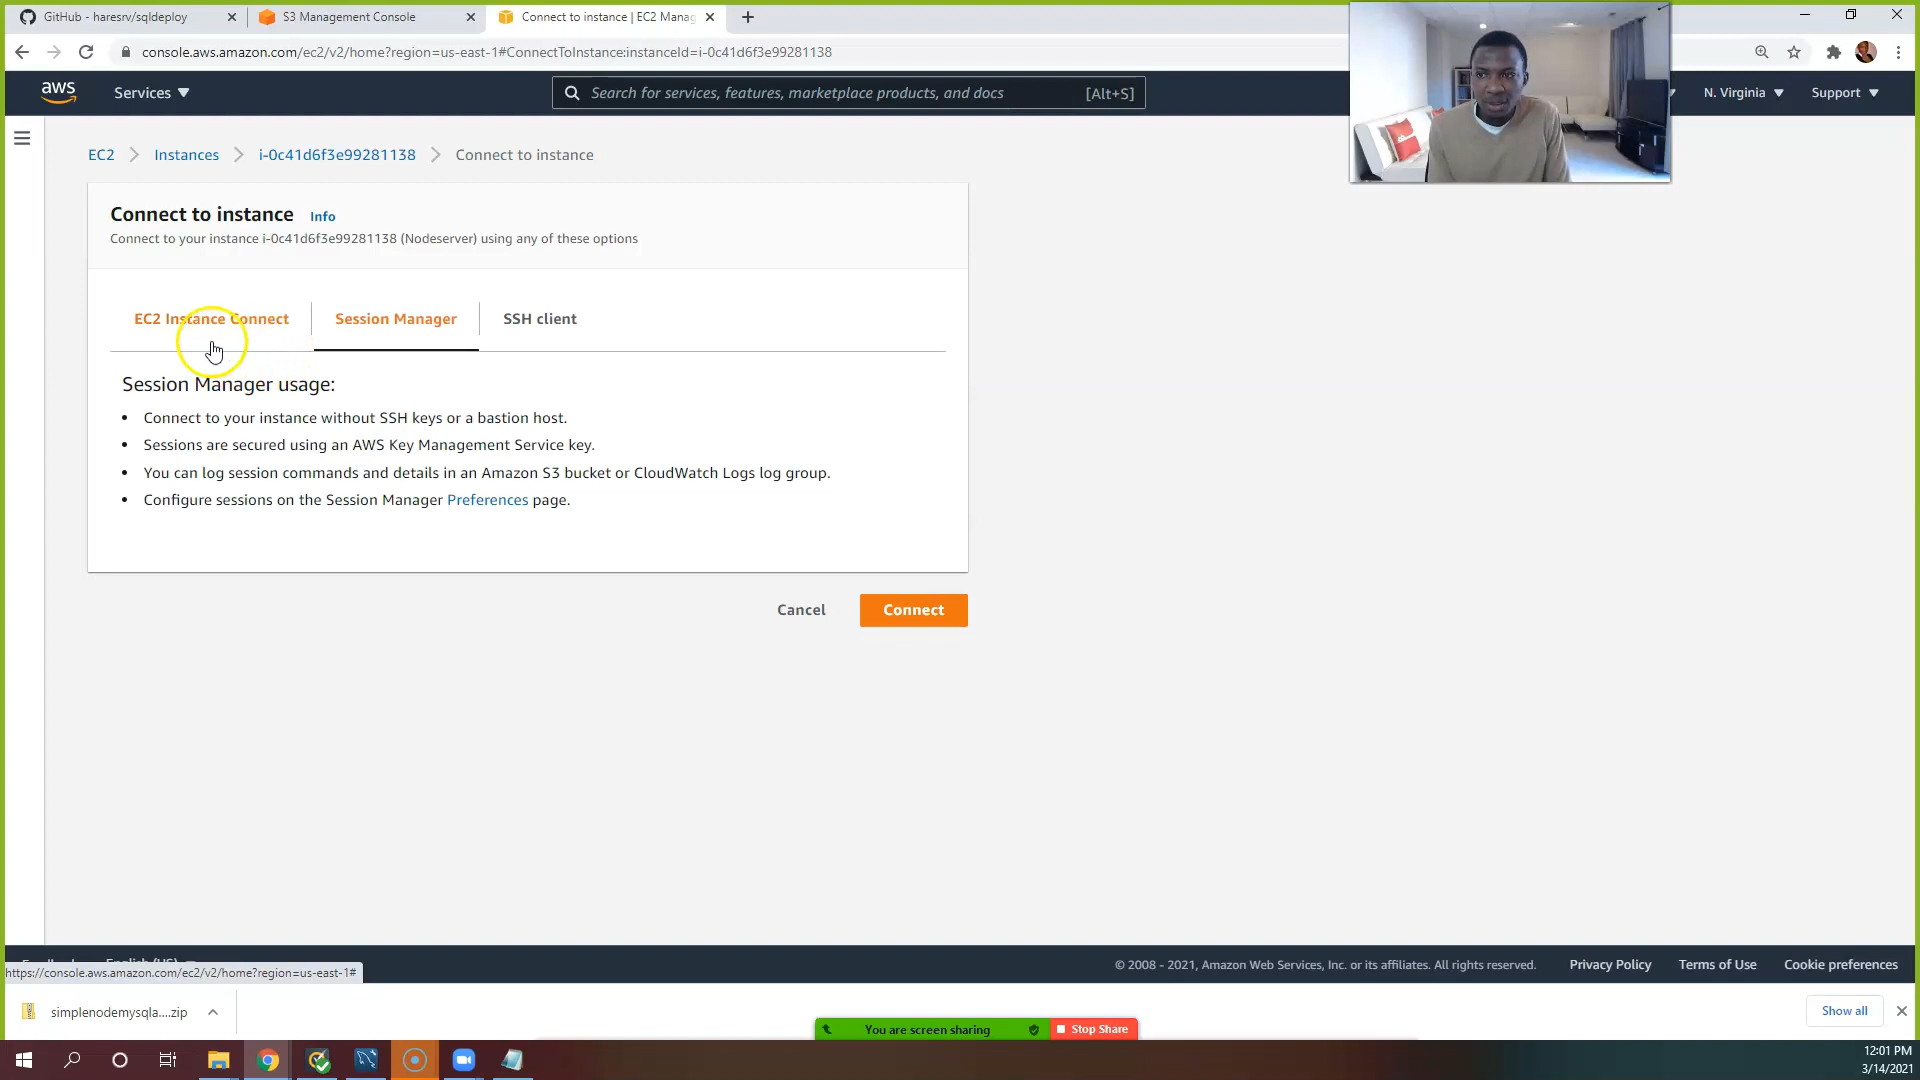 GitHub - haresrv/sqldeploy
S3 Management Console
Connect to instance | EC2 Manag
console.aws.amazon.com/ec2/v2/home?region=us-east-1#ConnectToInstance:instanceId=i-0c41d6f3e99281138
aws
Services
Search for services, features, marketplace products, and docs
[Alt+S]
N. Virginia
Support
EC2
Instances
i-0c41d6f3e99281138
Connect to instance
Connect to instance
Info
Connect to your instance i-0c41d6f3e99281138 (Nodeserver) using any of these options
EC2 Instance Connect
Session Manager
SSH client
Session Manager usage:
• Connect to your instance without SSH keys or a bastion host.
• Sessions are secured using an AWS Key Management Service key.
• You can log session commands and details in an Amazon S3 bucket or CloudWatch Logs log group.
• Configure sessions on the Session Manager Preferences page.
Cancel
Connect
English (US)
© 2008 - 2021, Amazon Web Services, Inc. or its affiliates. All rights reserved.
Privacy Policy
Terms of Use
Cookie preferences
https://console.aws.amazon.com/ec2/v2/home?region=us-east-1#
simplenodemysqla....zip
Show all
You are screen sharing
Stop Share
12:01 PM
3/14/2021